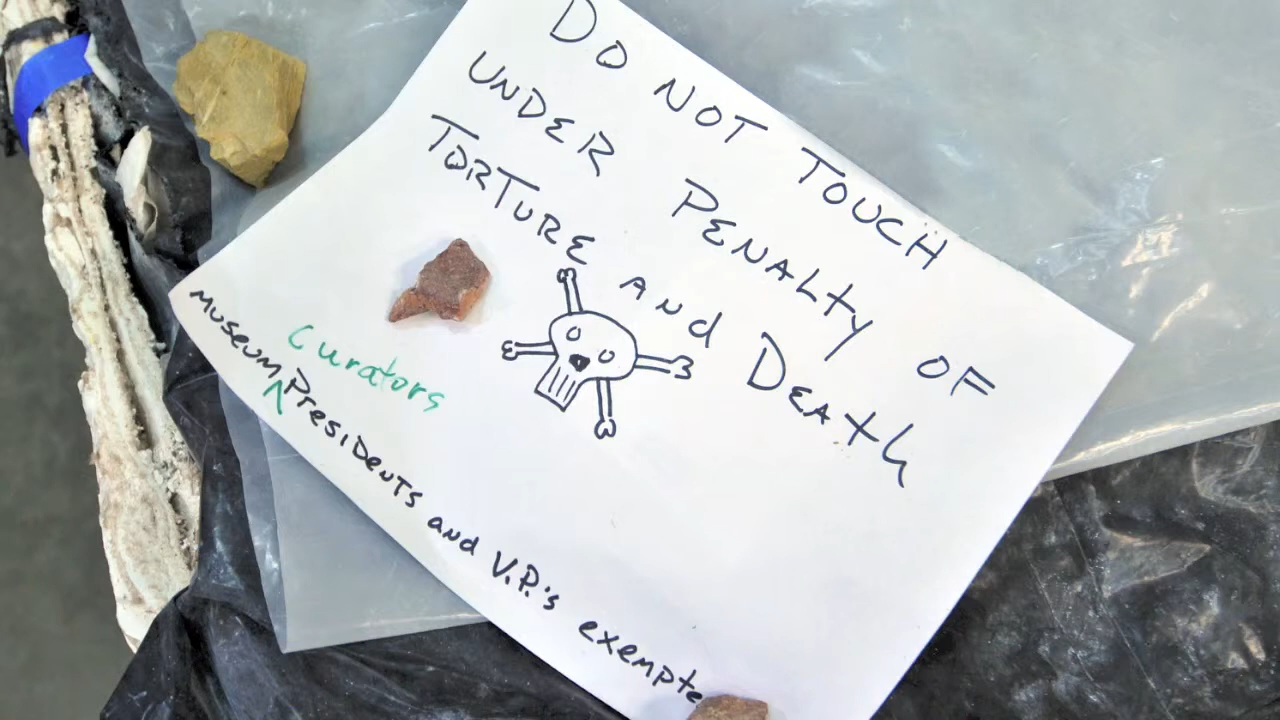 DO NOT TOUCH
UNDER PENALTY OF
TORTURE AND DEATH
Curators
MUSEUM PRESIDENTS and V.P.'s exempte